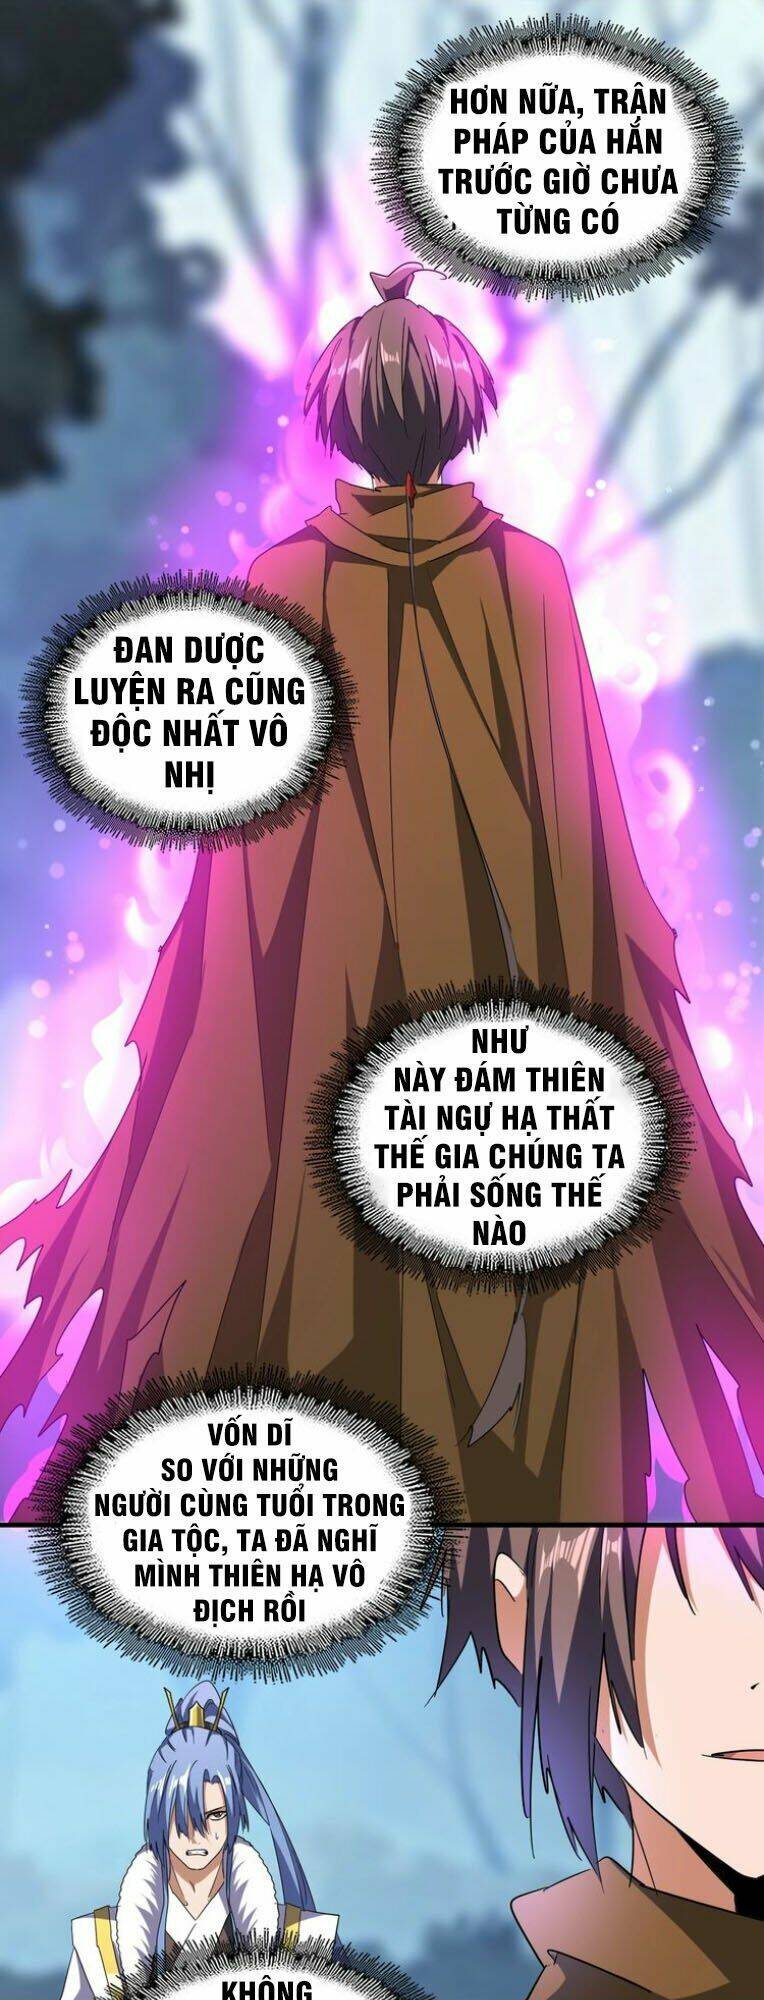 HƠN NỮA, TRẬN
PHÁP CỦA HẮN
TRƯỚC GIỜ CHƯA
TỪNG CÓ
ĐAN DƯỢC
LUYỆN RA CŨNG
ĐỘC NHẤT VÔ
NHỊ
NHƯ
NÀY ĐÁM THIÊN
TÀI NGỰ HẠ THẤT
THẾ GIA CHÚNG TA
PHẢI SỐNG THẾ
NÀO
VỐN DĨ
SO VỚI NHỮNG
NGƯỜI CÙNG TUỔI TRONG
GIA TỘC, TA ĐÃ NGHĨ
MÌNH THIÊN HẠ VÔ
ĐỊCH RỒI
KHÔNG